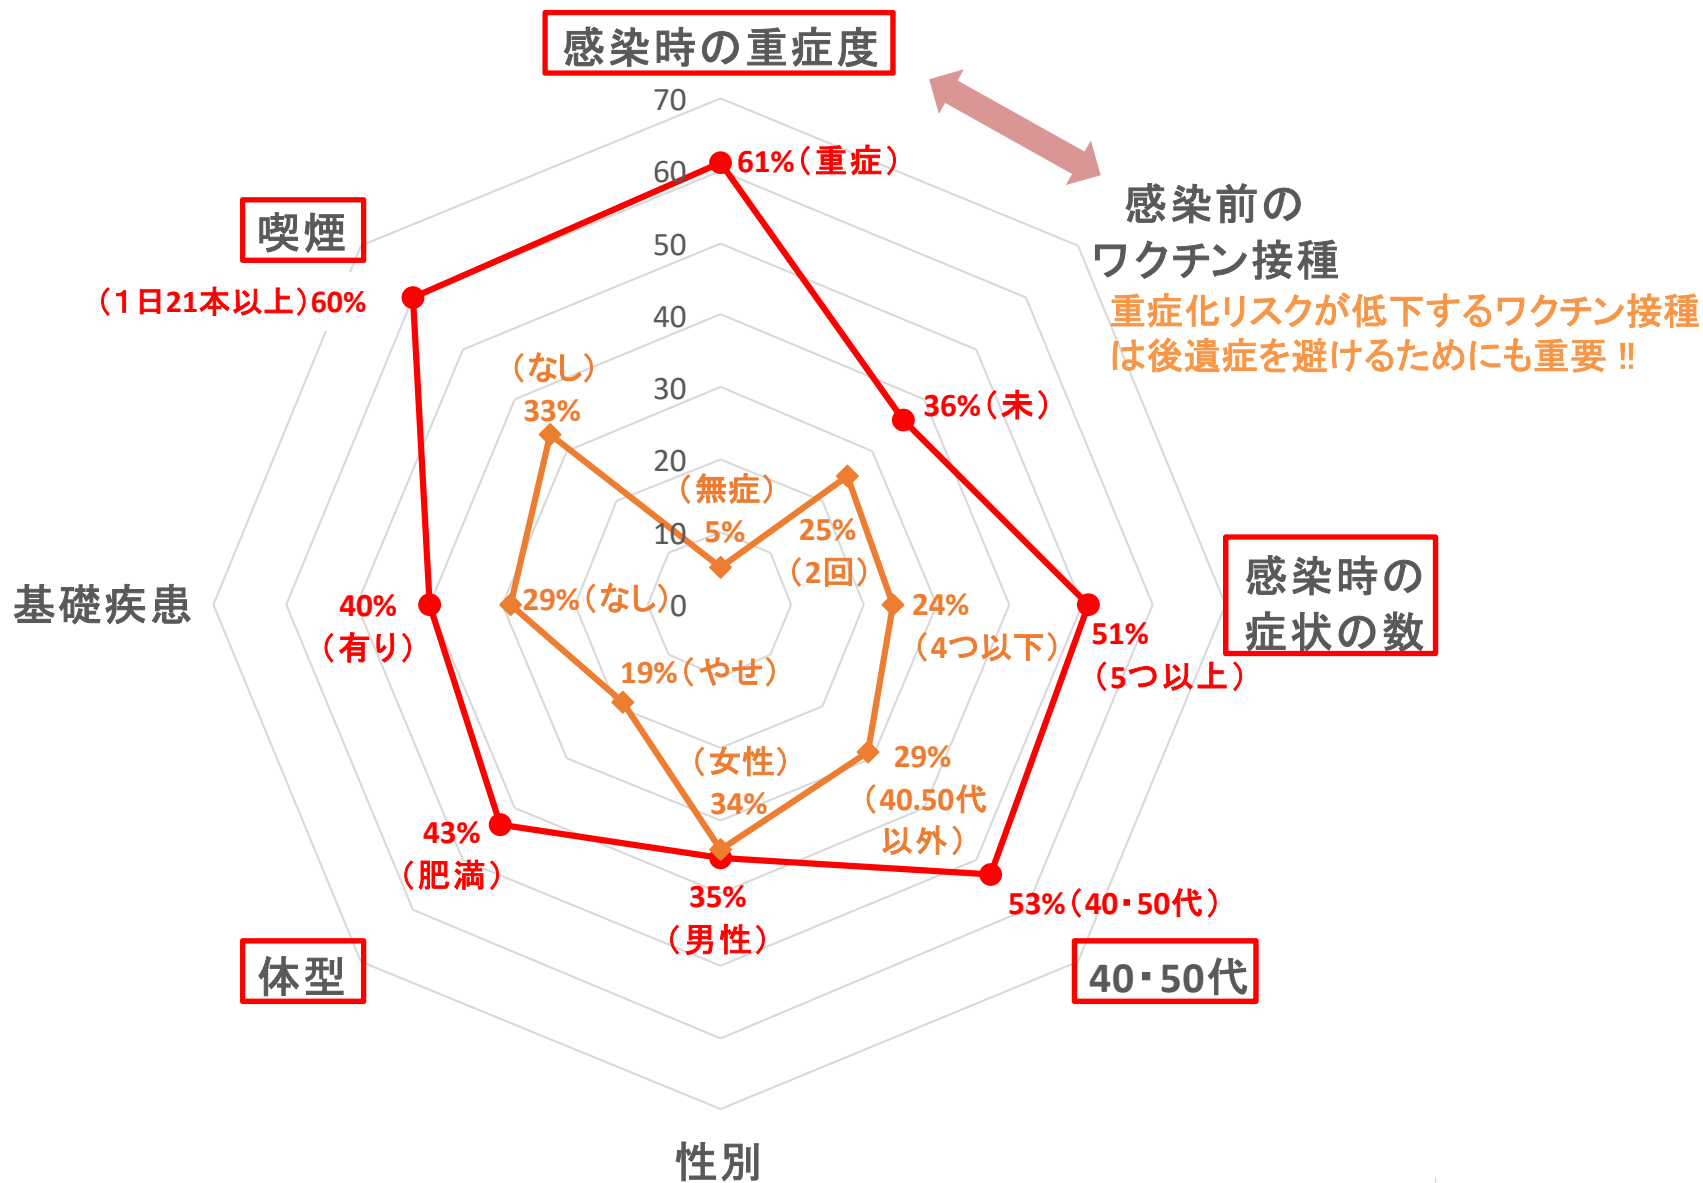 感染時の重症度
70
61%（重症）
60
感染前の
ワクチン接種
重症化リスクが低下するワクチン接種
は後遺症を避けるためにも重要 !!
喫煙
（1日21本以上）60%
50
40
（なし）
33%
30
36%（未）
20
（無症）
5%
10
25%
（2回）
感染時の
症状の数
基礎疾患
40%
（有り）
29%（なし）
0
24%
（4つ以下）
51%
（5つ以上）
19%（やせ）
（女性）
34%
29%
（40.50代
以外）
43%
（肥満）
35%
（男性）
53%（40・50代）
体型
40・50代
性別